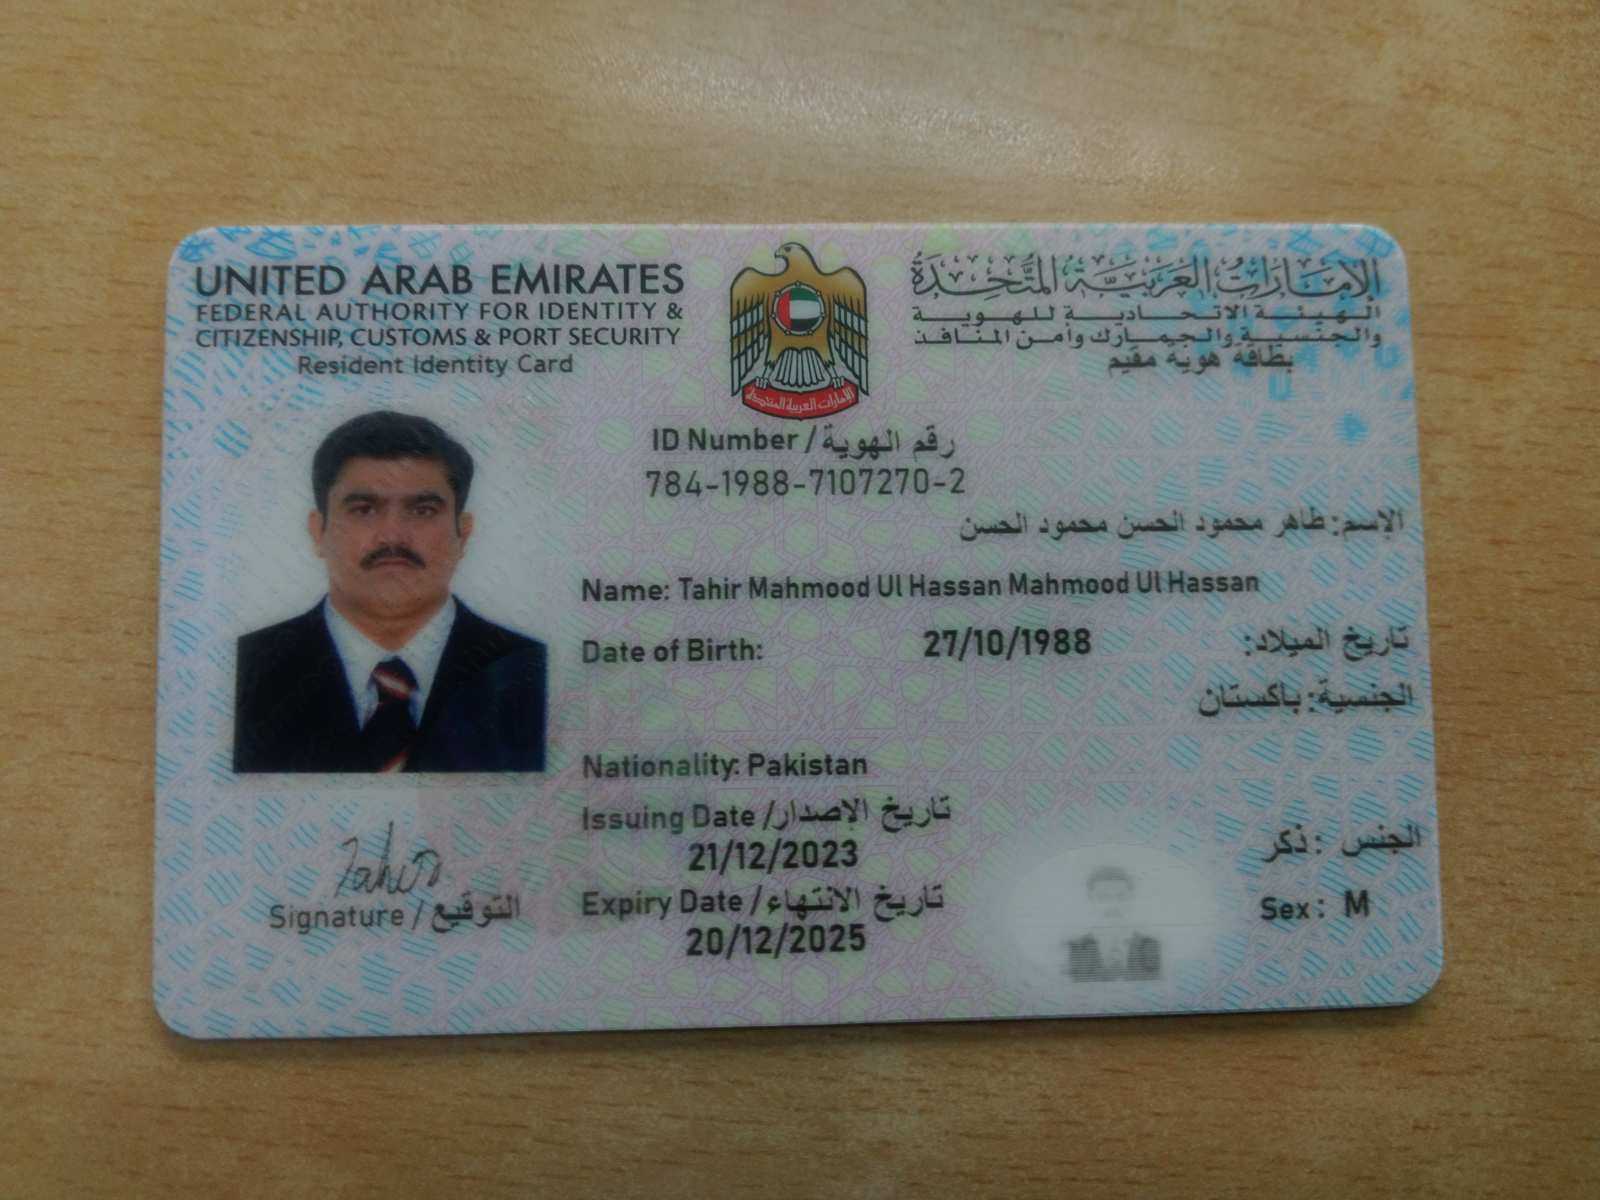 UNITED ARAB EMIRATES
FEDERAL AUTHORITY FOR IDENTITY &
CITIZENSHIP, CUSTOMS & PORT SECURITY
Resident Identity Card
الإمارات العربية المتحدة
الهيئة الاتحادية للهوية
والجنسية والجمارك وأمن المنافذ
بطاقة هوية مقيم
الإمارات العربية المتحدة
ID Number / رقم الهوية
784-1988-7107270-2
الإسم: طاهر محمود الحسن محمود الحسن
Name: Tahir Mahmood Ul Hassan Mahmood Ul Hassan
Date of Birth: 27/10/1988 تاريخ الميلاد:
الجنسية: باكستان
Nationality: Pakistan
Issuing Date / تاريخ الإصدار
21/12/2023
الجنس : ذكر
Expiry Date / تاريخ الانتهاء
20/12/2025
Sex: M
Tahir
Signature / التوقيع